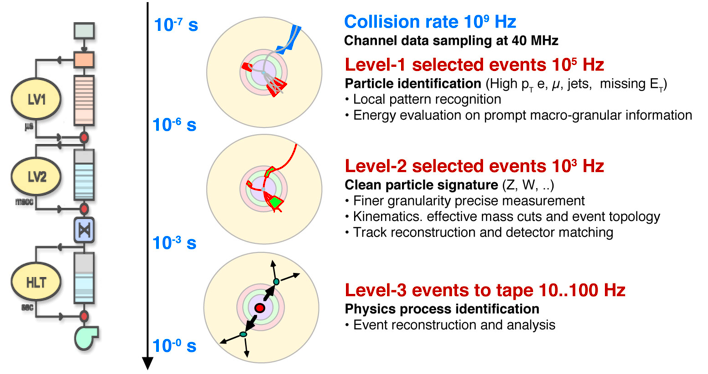 10⁻⁷ s
Collision rate 10⁹ Hz
Channel data sampling at 40 MHz
Level-1 selected events 10⁵ Hz
Particle identification (High p_T e, µ, jets, missing E_T)
• Local pattern recognition
• Energy evaluation on prompt macro-granular information
LV1
µs
10⁻⁶ s
Level-2 selected events 10³ Hz
Clean particle signature (Z, W, ..)
• Finer granularity precise measurement
• Kinematics. effective mass cuts and event topology
• Track reconstruction and detector matching
LV2
msec
10⁻³ s
Level-3 events to tape 10..100 Hz
Physics process identification
• Event reconstruction and analysis
HLT
sec
10⁻⁰ s